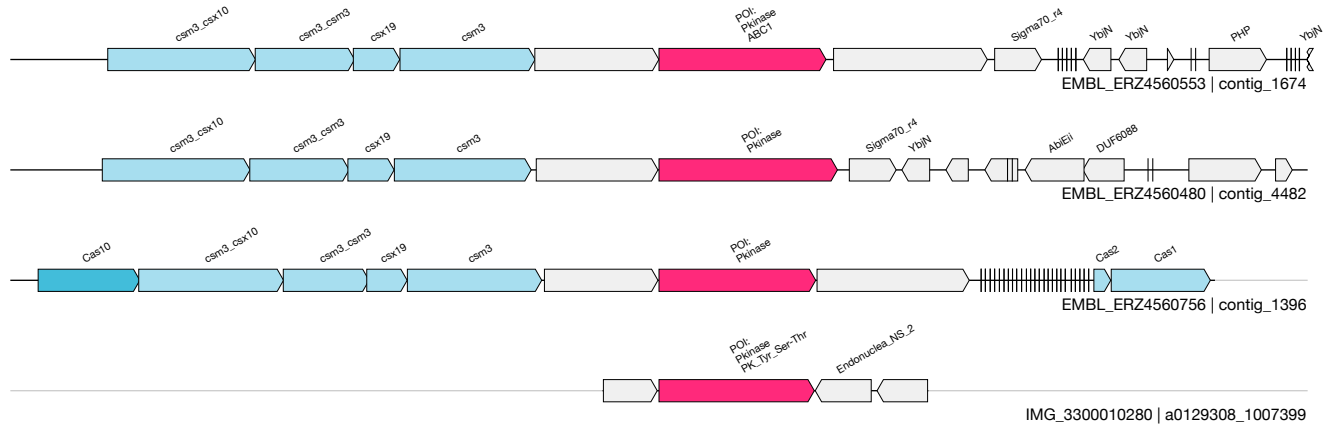 csm3_csx10
csm3_csm3
csx19
csm3
POI:
Pkinase
ABC1
Sigma70_r4
YbjN
YbjN
PHP
YbjN
EMBL_ERZ4560553 | contig_1674
csm3_csx10
csm3_csm3
csx19
csm3
POI:
Pkinase
Sigma70_r4
YbjN
AbiEii
DUF6088
EMBL_ERZ4560480 | contig_4482
Cas10
csm3_csx10
csm3_csm3
csx19
csm3
POI:
Pkinase
Cas2
Cas1
EMBL_ERZ4560756 | contig_1396
POI:
Pkinase
PK_Tyr_Ser-Thr
Endonuclea_NS_2
IMG_3300010280 | a0129308_1007399